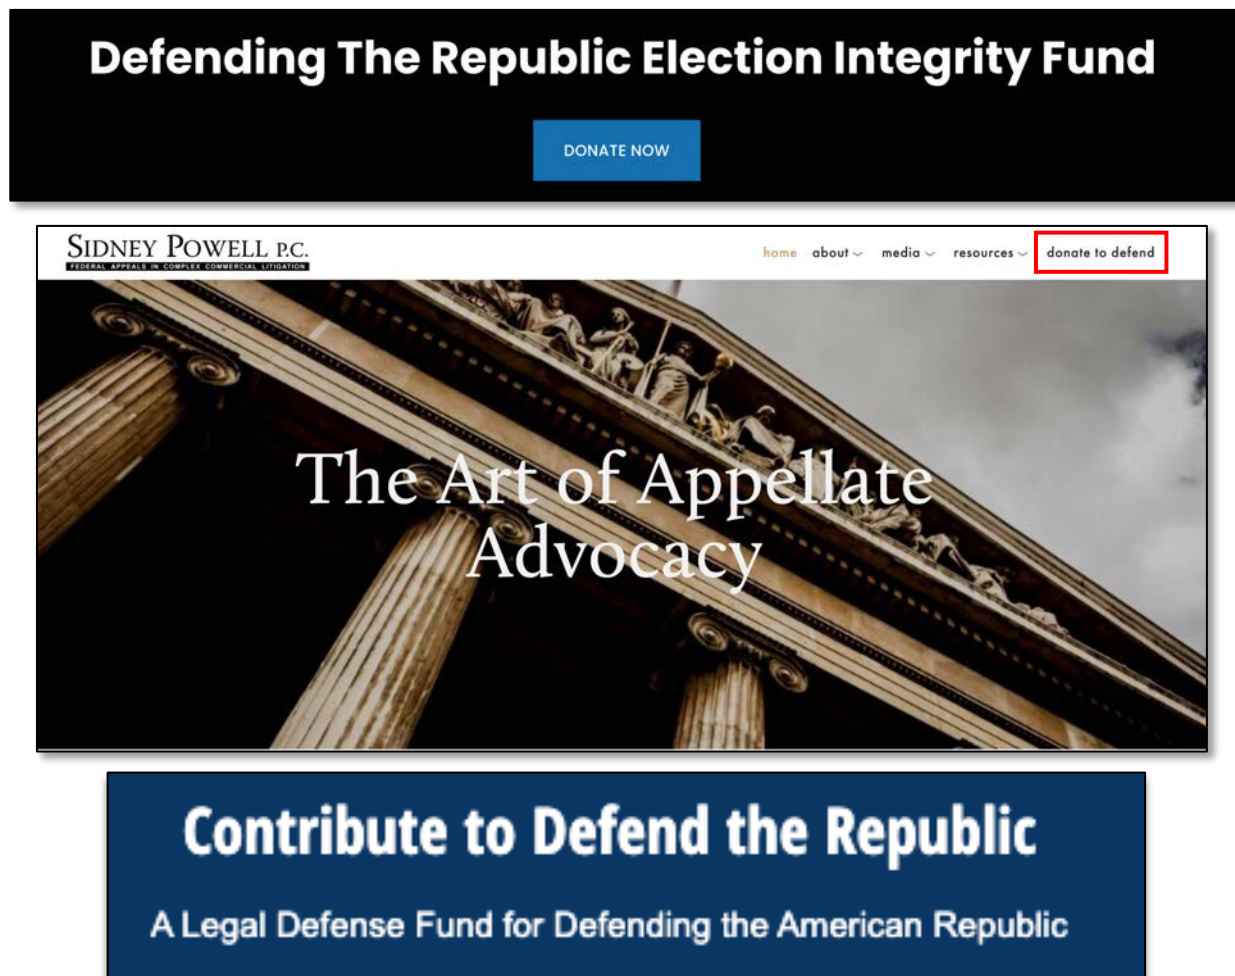 Defending The Republic Election Integrity Fund
DONATE NOW
SIDNEY POWELL P.C.
FEDERAL APPEALS IN COMPLEX COMMERCIAL LITIGATION
home about media resources donate to defend
The Art of Appellate
Advocacy
Contribute to Defend the Republic
A Legal Defense Fund for Defending the American Republic